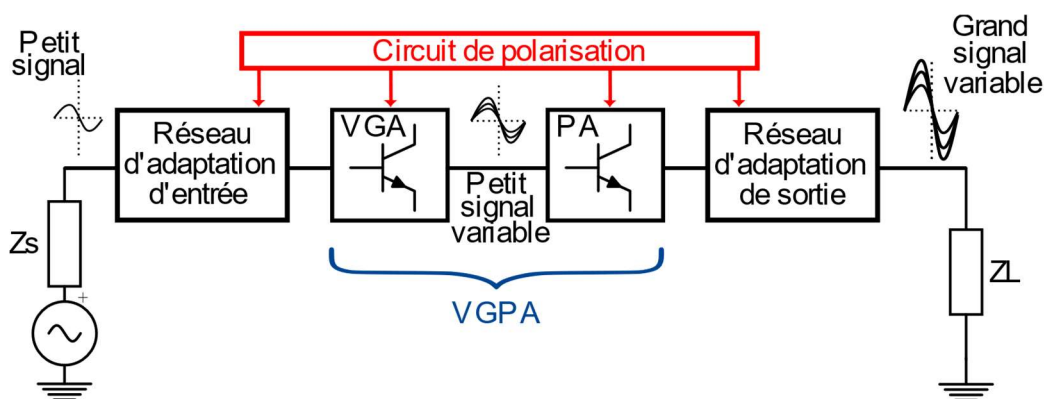 Petit
signal
Circuit de polarisation
Grand
signal
variable
Réseau
d'adaptation
d'entrée
VGA
Petit
signal
variable
PA
Réseau
d'adaptation
de sortie
Zs
+
ZL
VGPA